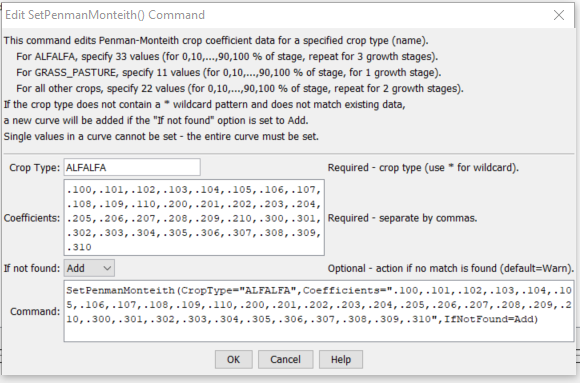 Edit SetPenmanMonteith() Command
This command edits Penman-Monteith crop coefficient data for a specified crop type (name).
For ALFALFA, specify 33 values (for 0,10,...,90,100 % of stage, repeat for 3 growth stages).
For GRASS_PASTURE, specify 11 values (for 0,10,...,90,100 % of stage, for 1 growth stage).
For all other crops, specify 22 values (for 0,10,...,90,100 % of stage, repeat for 2 growth stages).
If the crop type does not contain a * wildcard pattern and does not match existing data,
a new curve will be added if the "If not found" option is set to Add.
Single values in a curve cannot be set - the entire curve must be set.
Crop Type: ALFALFA Required - crop type (use * for wildcard).
.100,.101,.102,.103,.104,.105,.106,.107,
.108,.109,.110,.200,.201,.202,.203,.204,
Coefficients: .205,.206,.207,.208,.209,.210,.300,.301, Required - separate by commas.
.302,.303,.304,.305,.306,.307,.308,.309,
.310
If not found: Add Optional - action if no match is found (default=Warn).
SetPenmanMonteith(CropType="ALFALFA",Coefficients=".100,.101,.102,.103,.104,.10
Command: 5,.106,.107,.108,.109,.110,.200,.201,.202,.203,.204,.205,.206,.207,.208,.209,.2
10,.300,.301,.302,.303,.304,.305,.306,.307,.308,.309,.310",IfNotFound=Add)
OK Cancel Help